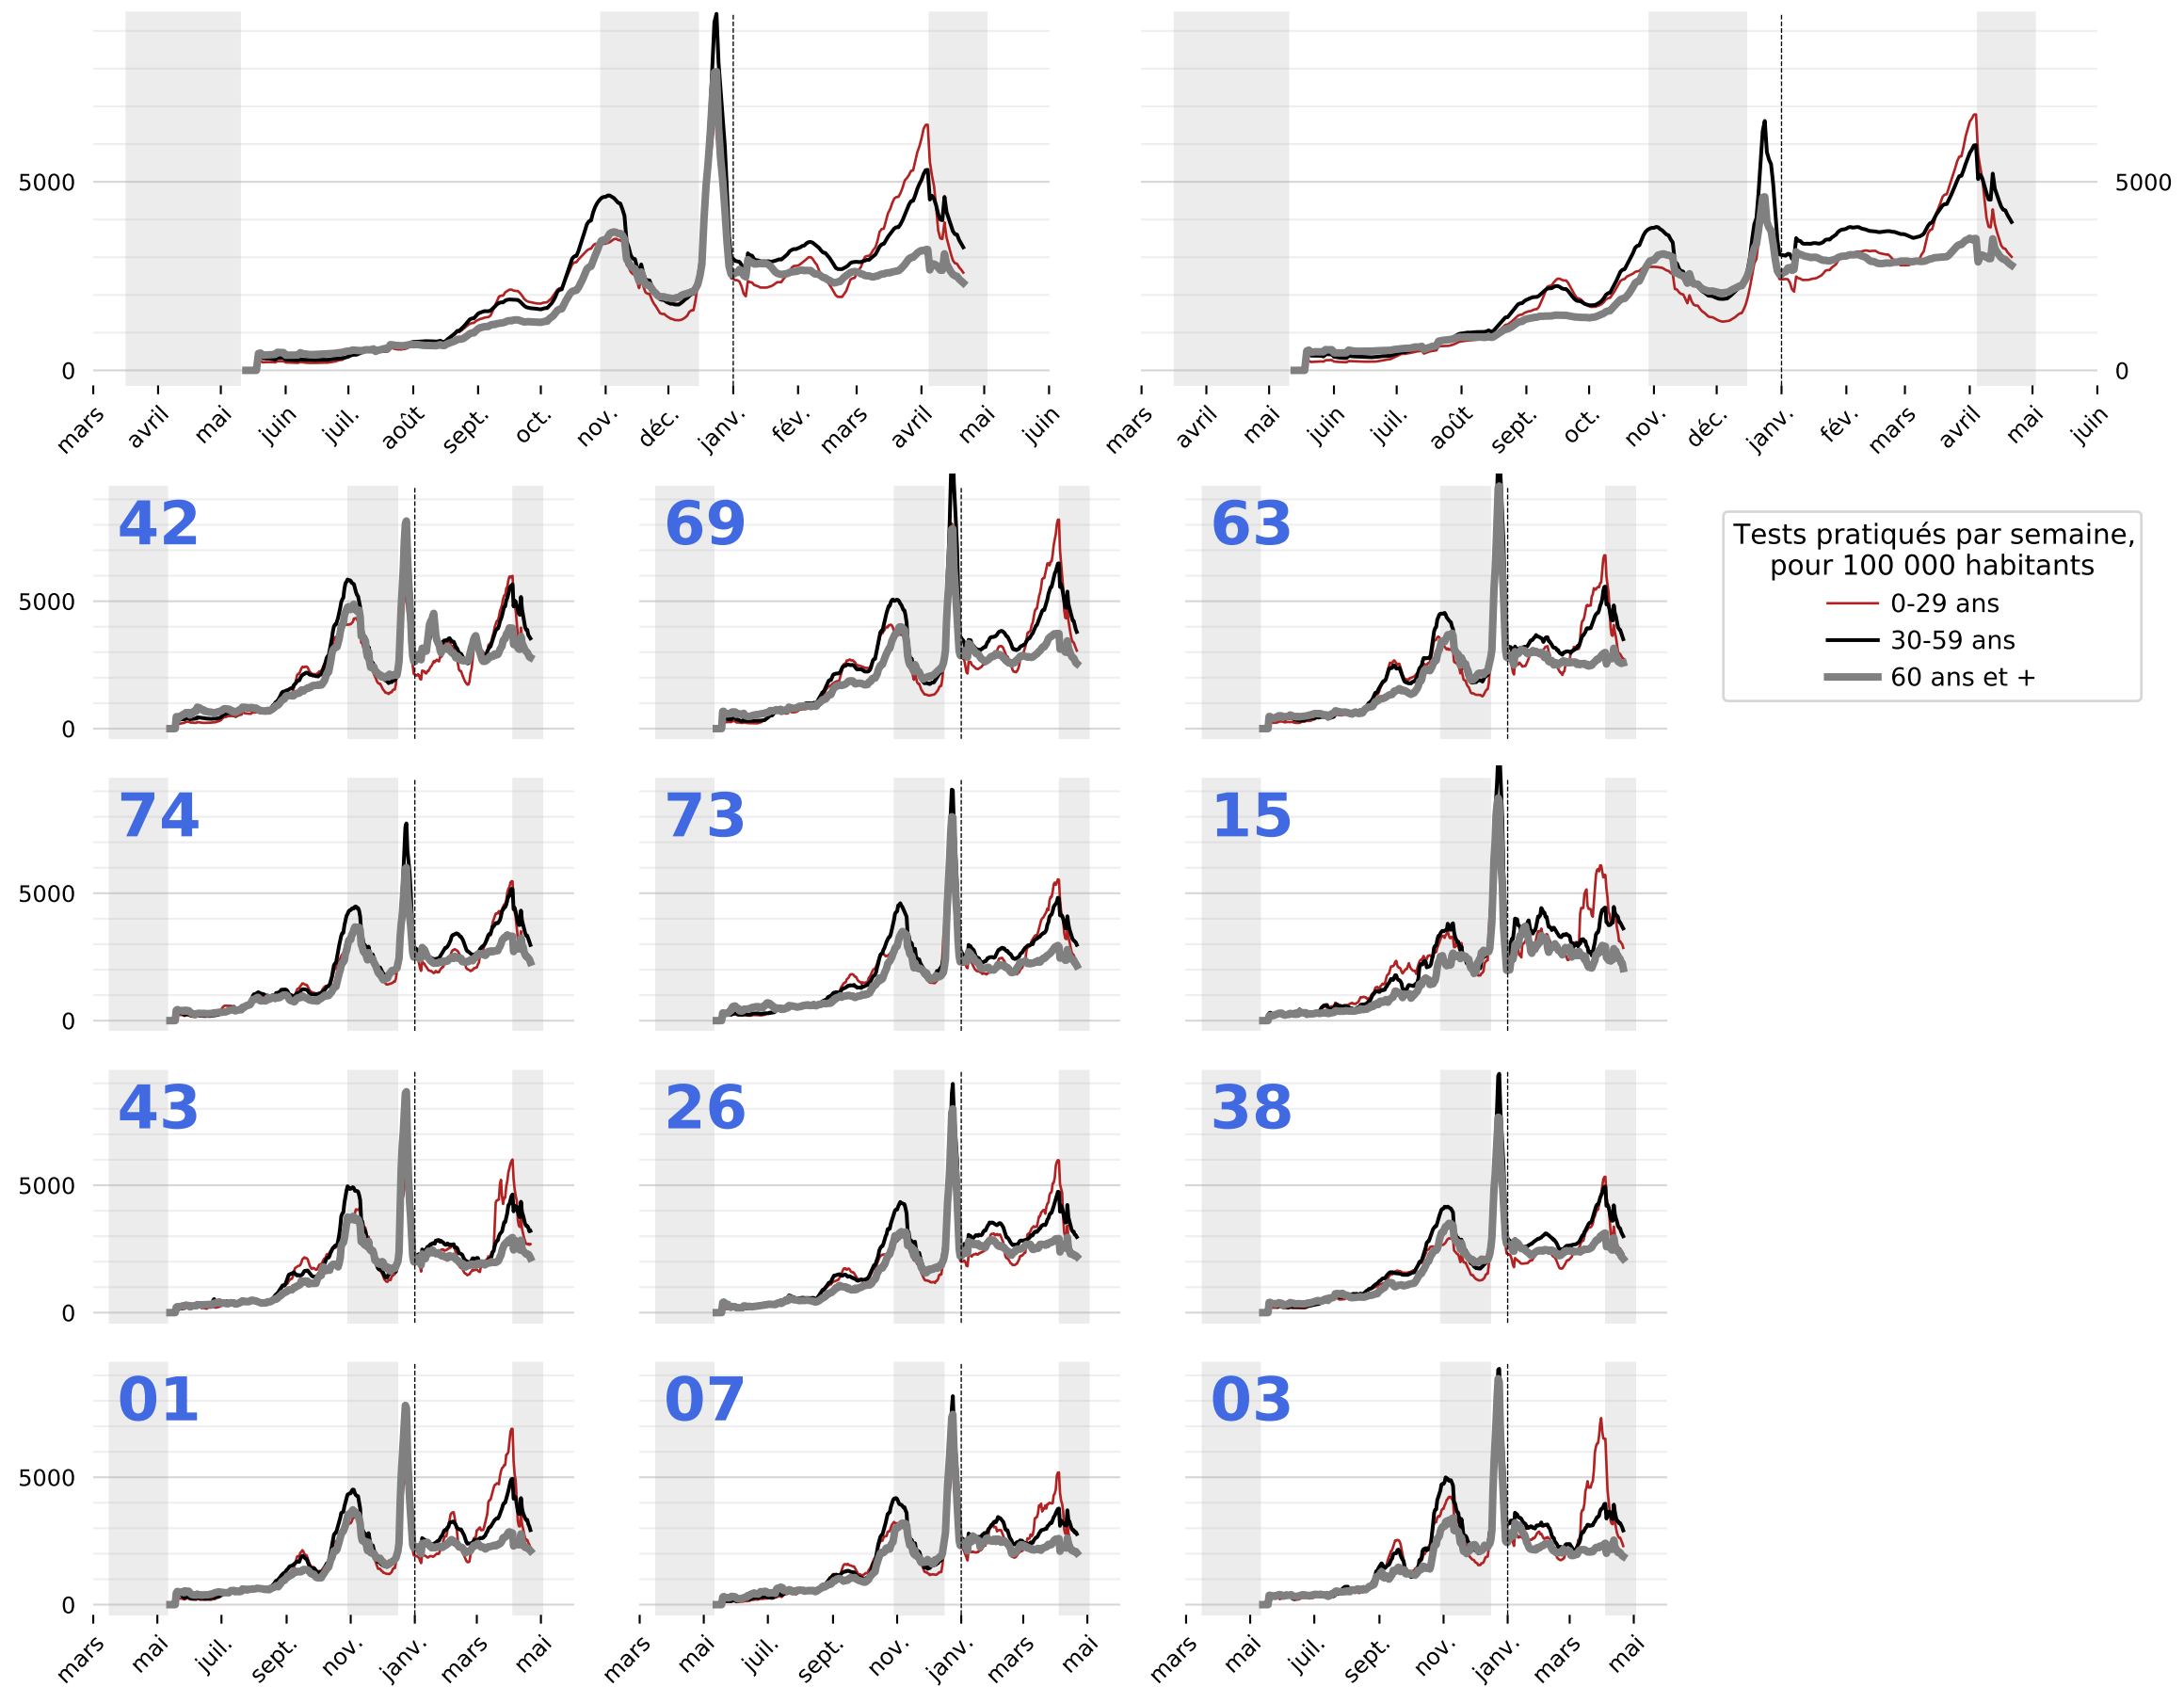 5000
0
5000
0
mars
avril
mai
juin
juil.
août
sept.
oct.
nov.
déc.
janv.
fév.
mars
avril
mai
juin
mars
avril
mai
juin
juil.
août
sept.
oct.
nov.
déc.
janv.
fév.
mars
avril
mai
juin
42
69
63
5000
0
Tests pratiqués par semaine,
pour 100 000 habitants
0-29 ans
30-59 ans
60 ans et +
74
73
15
5000
0
43
26
38
5000
0
01
07
03
5000
0
mars
mai
juil.
sept.
nov.
janv.
mars
mai
mars
mai
juil.
sept.
nov.
janv.
mars
mai
mars
mai
juil.
sept.
nov.
janv.
mars
mai